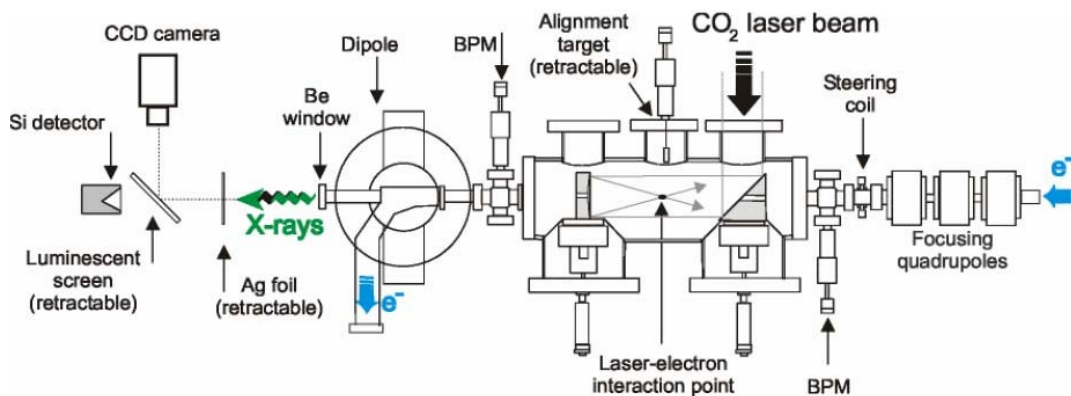 CCD camera
Si detector
Luminescent
screen
(retractable)
Ag foil
(retractable)
X-rays
Be
window
Dipole
e⁻
BPM
Alignment
target
(retractable)
CO₂ laser beam
Laser-electron
interaction point
BPM
Steering
coil
Focusing
quadrupoles
e⁻